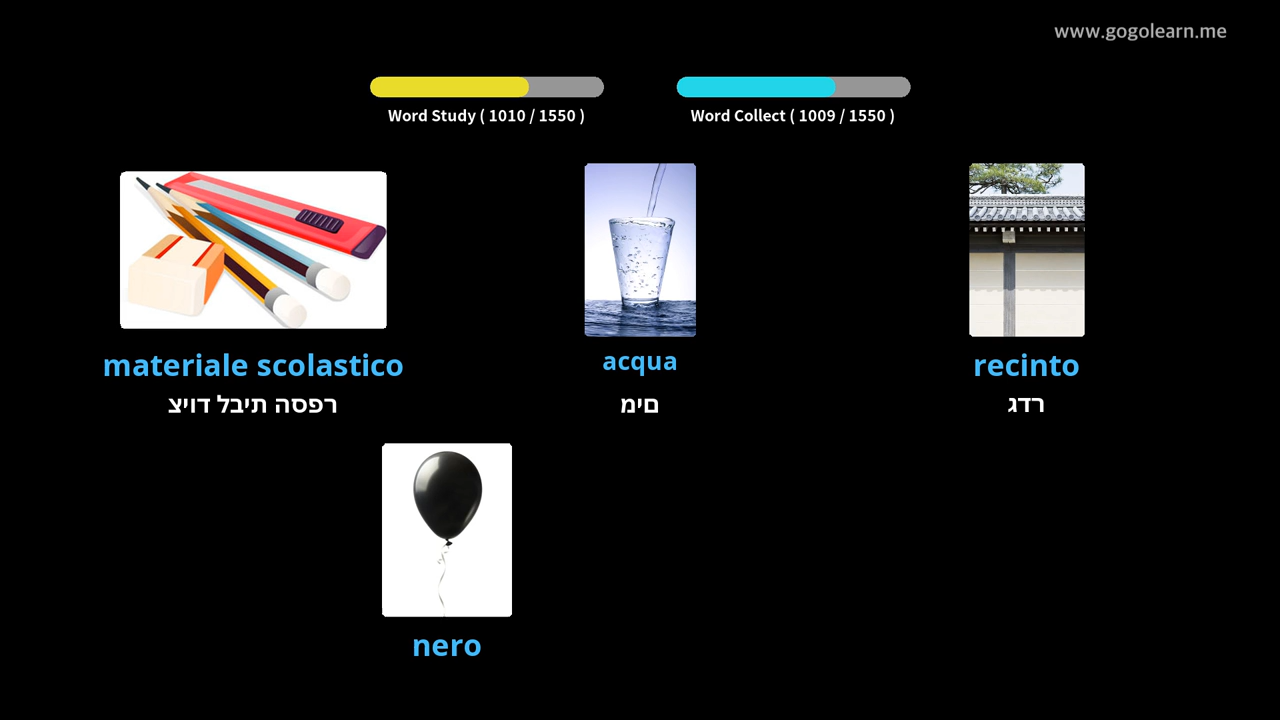 www.gogolearn.me
Word Study ( 1010 / 1550 )
Word Collect ( 1009 / 1550 )
materiale scolastico
רפסה תיבל דויצ
acqua
םימ
recinto
רדג
nero